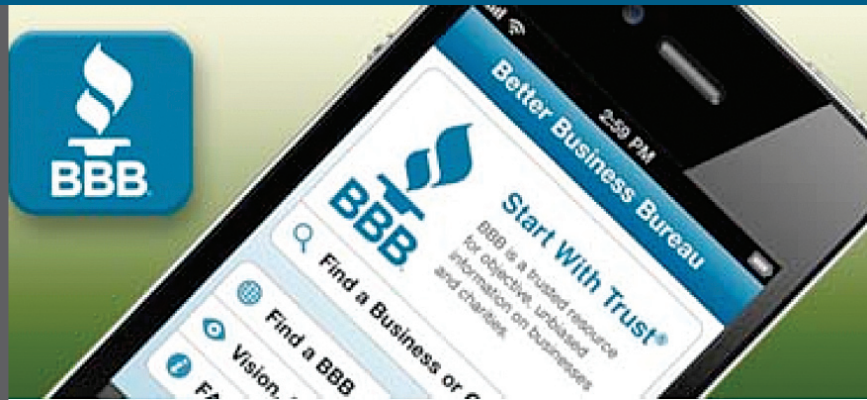 BBB
2:59 PM
Better Business Bureau
BBB
Start With Trust®
BBB is a trusted resource
for objective, unbiased
information on businesses
and charities.
Find a Business or
Find a BBB
Vision,